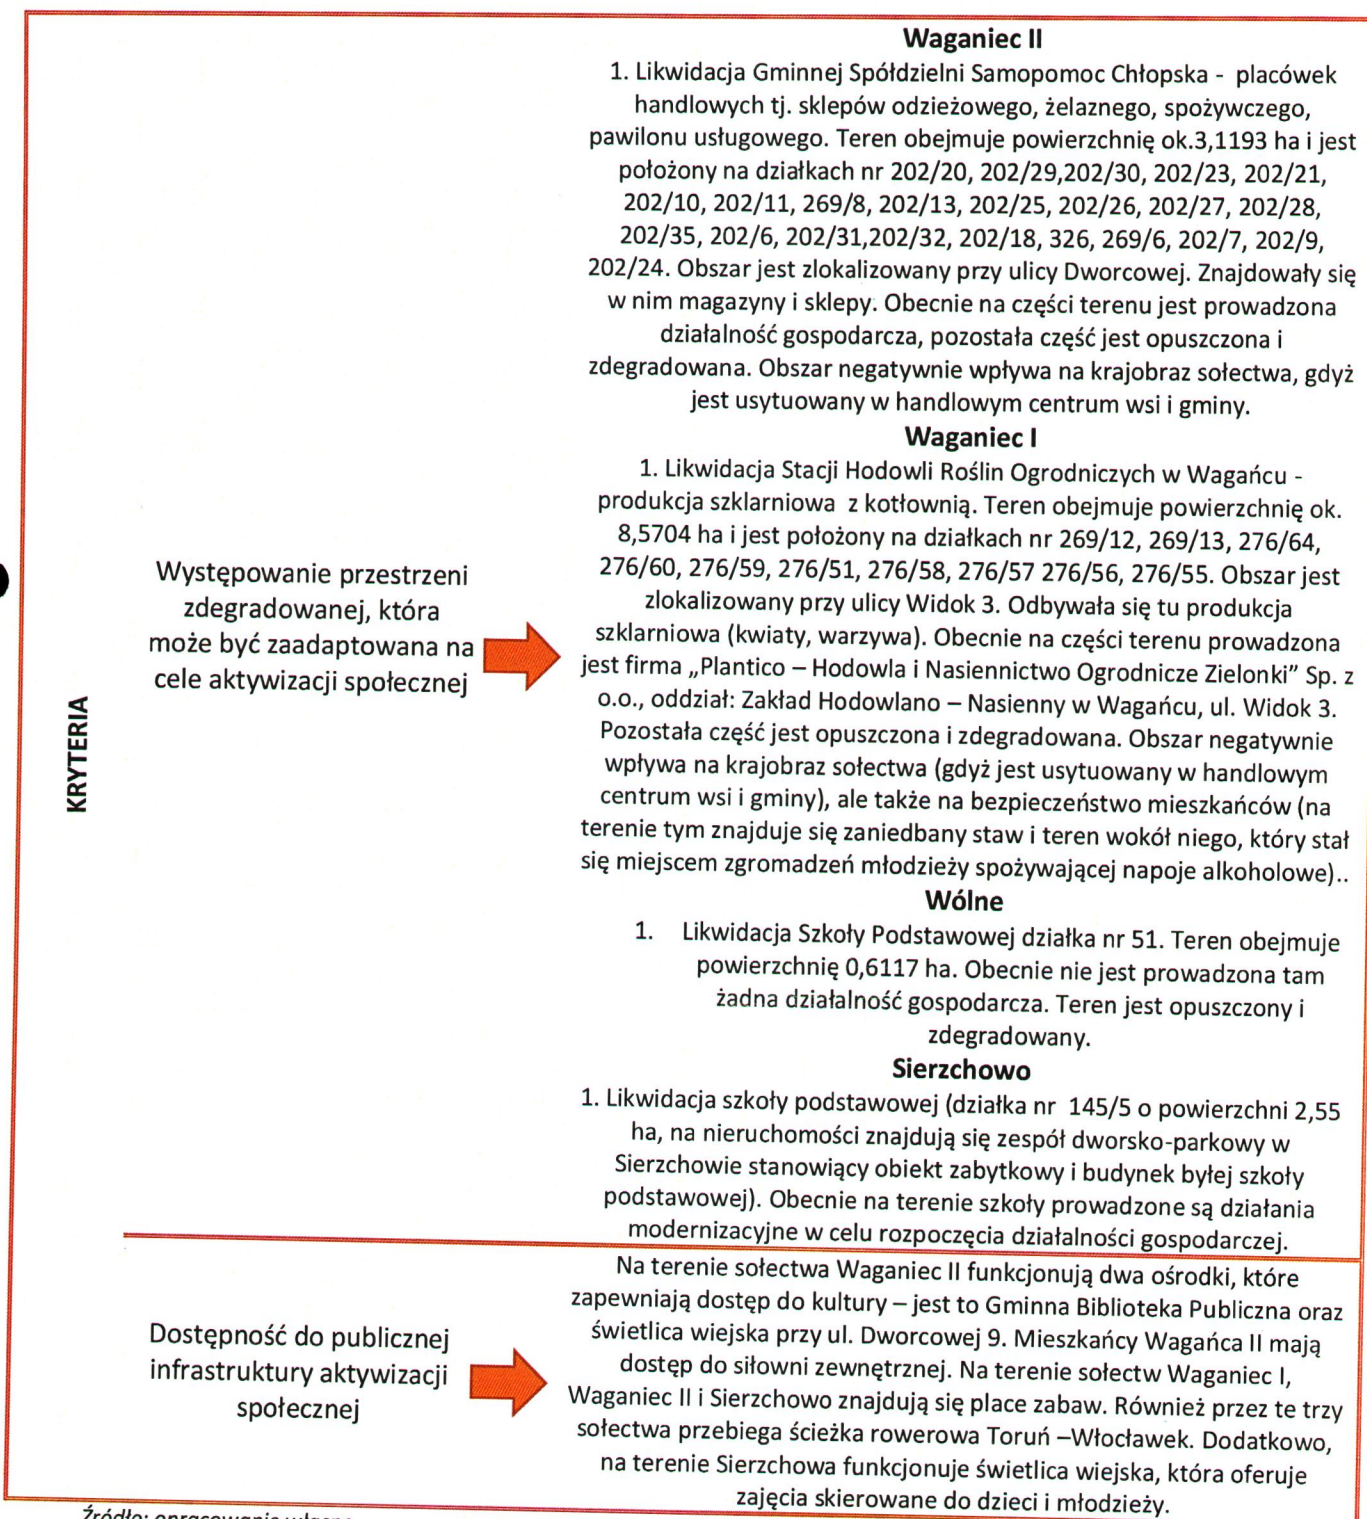 KRYTERIA
Występowanie przestrzeni
zdegradowanej, która
może być zaadaptowana na
cele aktywizacji społecznej
Waganiec II
1. Likwidacja Gminnej Spółdzielni Samopomoc Chłopska - placówek
handlowych tj. sklepów odzieżowego, żelaznego, spożywczego,
pawilonu usługowego. Teren obejmuje powierzchnię ok.3,1193 ha i jest
położony na działkach nr 202/20, 202/29,202/30, 202/23, 202/21,
202/10, 202/11, 269/8, 202/13, 202/25, 202/26, 202/27, 202/28,
202/35, 202/6, 202/31,202/32, 202/18, 326, 269/6, 202/7, 202/9,
202/24. Obszar jest zlokalizowany przy ulicy Dworcowej. Znajdowały się
w nim magazyny i sklepy. Obecnie na części terenu jest prowadzona
działalność gospodarcza, pozostała część jest opuszczona i
zdegradowana. Obszar negatywnie wpływa na krajobraz sołectwa, gdyż
jest usytuowany w handlowym centrum wsi i gminy.
Waganiec I
1. Likwidacja Stacji Hodowli Roślin Ogrodniczych w Wagańcu -
produkcja szklarniowa z kotłownią. Teren obejmuje powierzchnię ok.
8,5704 ha i jest położony na działkach nr 269/12, 269/13, 276/64,
276/60, 276/59, 276/51, 276/58, 276/57 276/56, 276/55. Obszar jest
zlokalizowany przy ulicy Widok 3. Odbywała się tu produkcja
szklarniowa (kwiaty, warzywa). Obecnie na części terenu prowadzona
jest firma „Plantico – Hodowla i Nasiennictwo Ogrodnicze Zielonki” Sp. z
o.o., oddział: Zakład Hodowlano – Nasienny w Wagańcu, ul. Widok 3.
Pozostała część jest opuszczona i zdegradowana. Obszar negatywnie
wpływa na krajobraz sołectwa (gdyż jest usytuowany w handlowym
centrum wsi i gminy), ale także na bezpieczeństwo mieszkańców (na
terenie tym znajduje się zaniedbany staw i teren wokół niego, który stał
się miejscem zgromadzeń młodzieży spożywającej napoje alkoholowe)..
Wólne
1. Likwidacja Szkoły Podstawowej działka nr 51. Teren obejmuje
powierzchnię 0,6117 ha. Obecnie nie jest prowadzona tam
żadna działalność gospodarcza. Teren jest opuszczony i
zdegradowany.
Sierzchowo
1. Likwidacja szkoły podstawowej (działka nr 145/5 o powierzchni 2,55
ha, na nieruchomości znajdują się zespół dworsko-parkowy w
Sierzchowie stanowiący obiekt zabytkowy i budynek byłej szkoły
podstawowej). Obecnie na terenie szkoły prowadzone są działania
modernizacyjne w celu rozpoczęcia działalności gospodarczej.
Dostępność do publicznej
infrastruktury aktywizacji
społecznej
Na terenie sołectwa Waganiec II funkcjonują dwa ośrodki, które
zapewniają dostęp do kultury – jest to Gminna Biblioteka Publiczna oraz
świetlica wiejska przy ul. Dworcowej 9. Mieszkańcy Wagańca II mają
dostęp do siłowni zewnętrznej. Na terenie sołectw Waganiec I,
Waganiec II i Sierzchowo znajdują się place zabaw. Również przez te trzy
sołectwa przebiega ścieżka rowerowa Toruń –Włocławek. Dodatkowo,
na terenie Sierzchowa funkcjonuje świetlica wiejska, która oferuje
zajęcia skierowane do dzieci i młodzieży.
Źródło: opracowanie